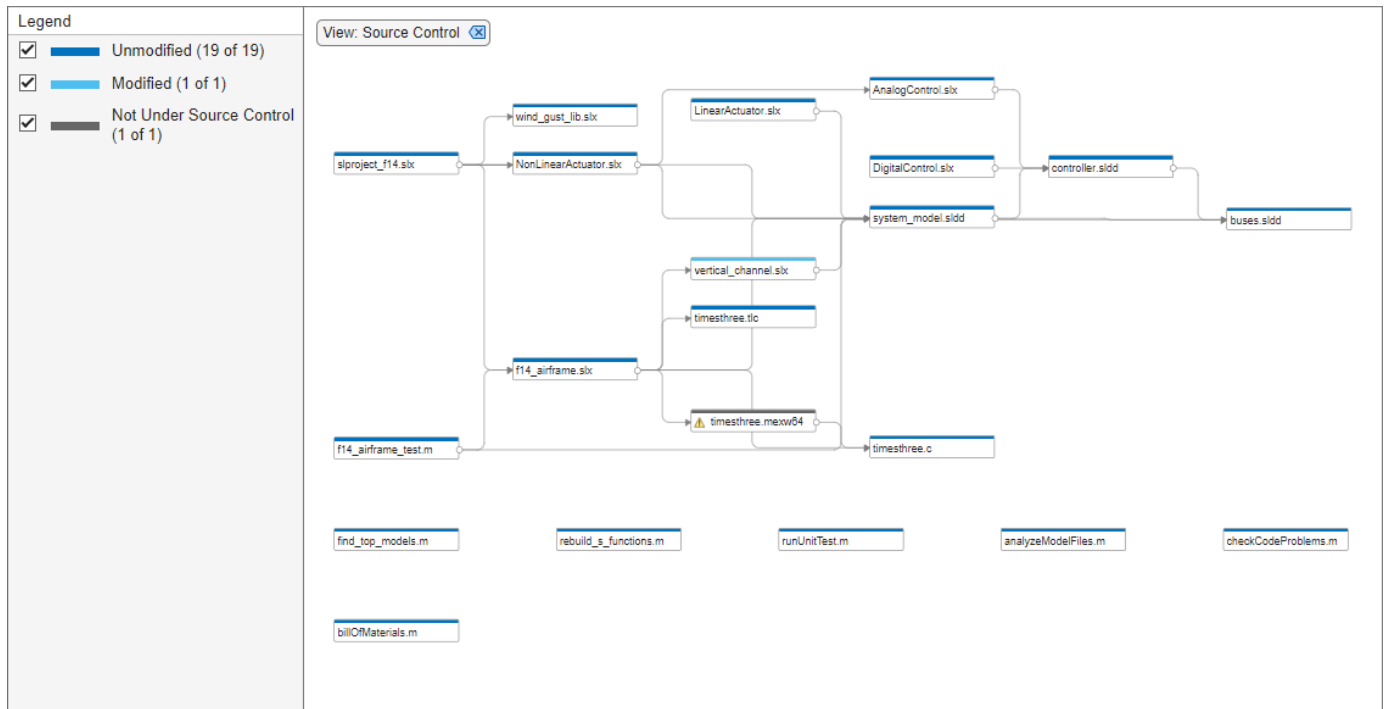 Legend
Unmodified (19 of 19)
Modified (1 of 1)
Not Under Source Control
(1 of 1)
View: Source Control
AnalogControl.slx
wind_gust_lib.slx
LinearActuator.slx
slproject_f14.slx
NonLinearActuator.slx
DigitalControl.slx
controller.sldd
system_model.sldd
buses.sldd
vertical_channel.slx
timesthree.tlc
f14_airframe.slx
timesthree.mexw64
f14_airframe_test.m
timesthree.c
find_top_models.m
rebuild_s_functions.m
runUnitTest.m
analyzeModelFiles.m
checkCodeProblems.m
billOfMaterials.m